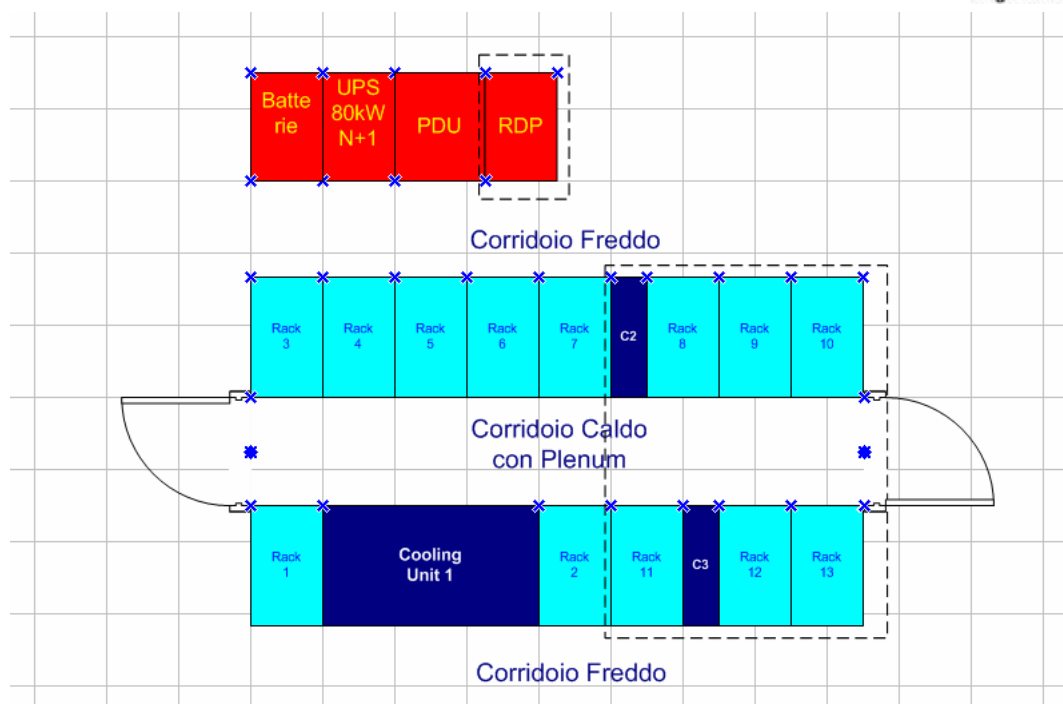 Batte
rie
UPS
80kW
N+1
PDU
RDP
Corridoio Freddo
Rack
3
Rack
4
Rack
5
Rack
6
Rack
7
C2
Rack
8
Rack
9
Rack
10
Corridoio Caldo
con Plenum
Rack
1
Cooling
Unit 1
Rack
2
Rack
11
C3
Rack
12
Rack
13
Corridoio Freddo